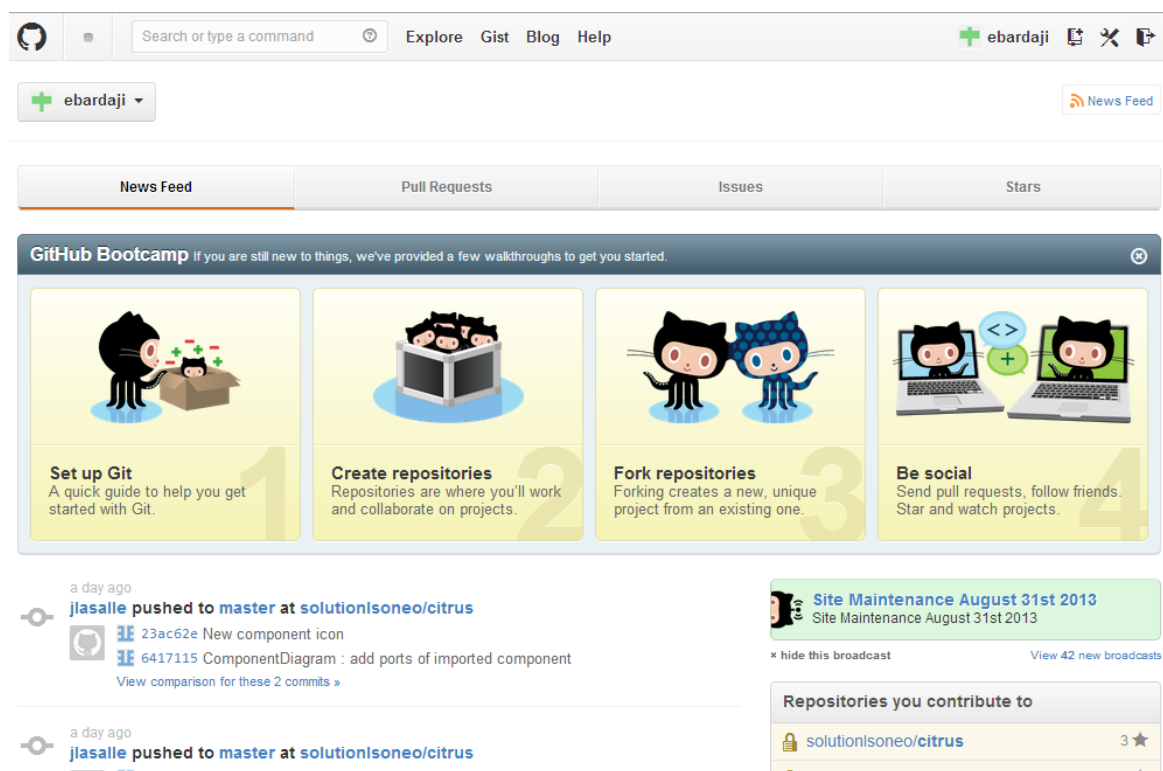 Search or type a command
Explore Gist Blog Help
ebardaji
ebardaji
News Feed
News Feed
Pull Requests
Issues
Stars
GitHub Bootcamp If you are still new to things, we've provided a few walkthroughs to get you started.
1
Set up Git
A quick guide to help you get
started with Git.
2
Create repositories
Repositories are where you'll work
and collaborate on projects.
3
Fork repositories
Forking creates a new, unique
project from an existing one.
4
Be social
Send pull requests, follow friends.
Star and watch projects.
a day ago
jlasalle pushed to master at solutionIsoneo/citrus
23ac62e New component icon
6417115 ComponentDiagram : add ports of imported component
View comparison for these 2 commits »
a day ago
jlasalle pushed to master at solutionIsoneo/citrus
Site Maintenance August 31st 2013
Site Maintenance August 31st 2013
× hide this broadcast
View 42 new broadcasts
Repositories you contribute to
solutionIsoneo/citrus 3